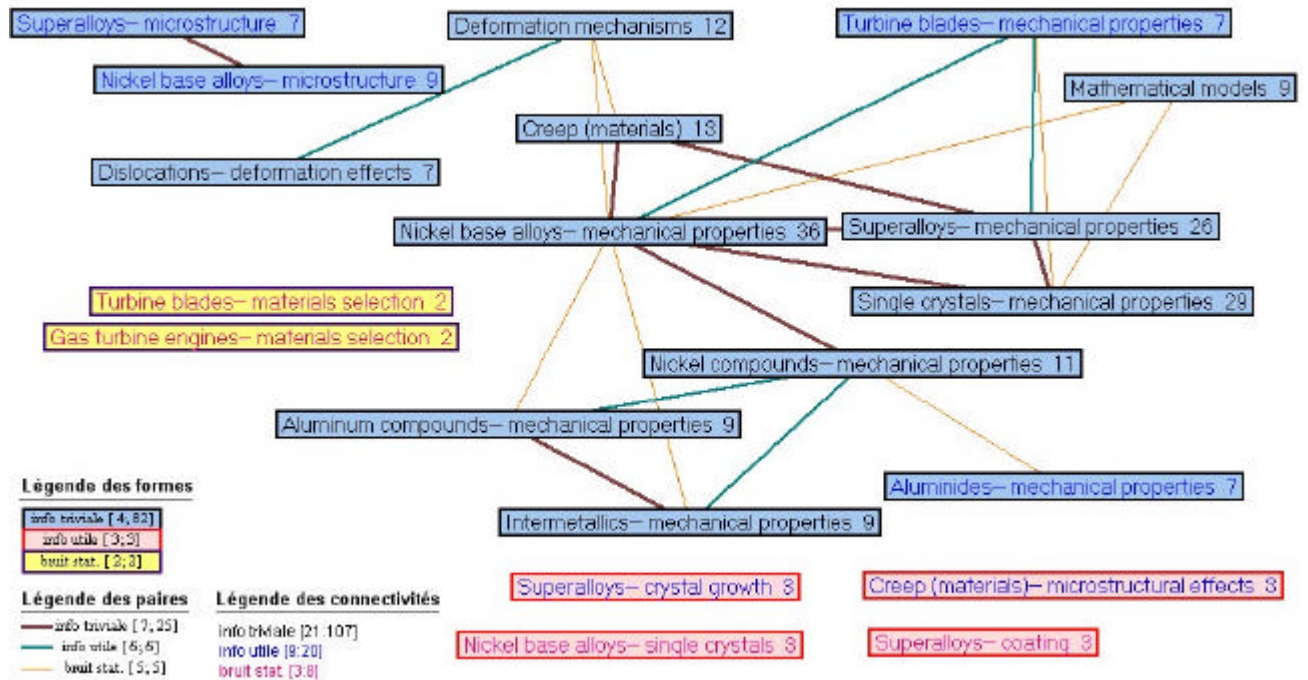 Superalloys— microstructure 7
Deformation mechanisms 12
Turbine blades— mechanical properties 7
Nickel base alloys— microstructure 9
Mathematical models 9
Creep (materials) 13
Dislocations— deformation effects 7
Nickel base alloys— mechanical properties 36
Superalloys— mechanical properties 26
Turbine blades— materials selection 2
Single crystals— mechanical properties 29
Gas turbine engines— materials selection 2
Nickel compounds— mechanical properties 11
Aluminum compounds— mechanical properties 9
Aluminides— mechanical properties 7
Intermetallics— mechanical properties 9
Légende des formes
info triviale [4; 82]
info utile [3; 3]
bruit stat. [2; 2]
Superalloys— crystal growth 3
Creep (materials)— microstructural effects 3
Nickel base alloys— single crystals 3
Superalloys— coating 3
Légende des paires
info triviale [7; 25]
info utile [6; 6]
bruit stat. [5; 5]
Légende des connectivités
info triviale [21:107]
info utile [9:20]
bruit stat. [3:8]